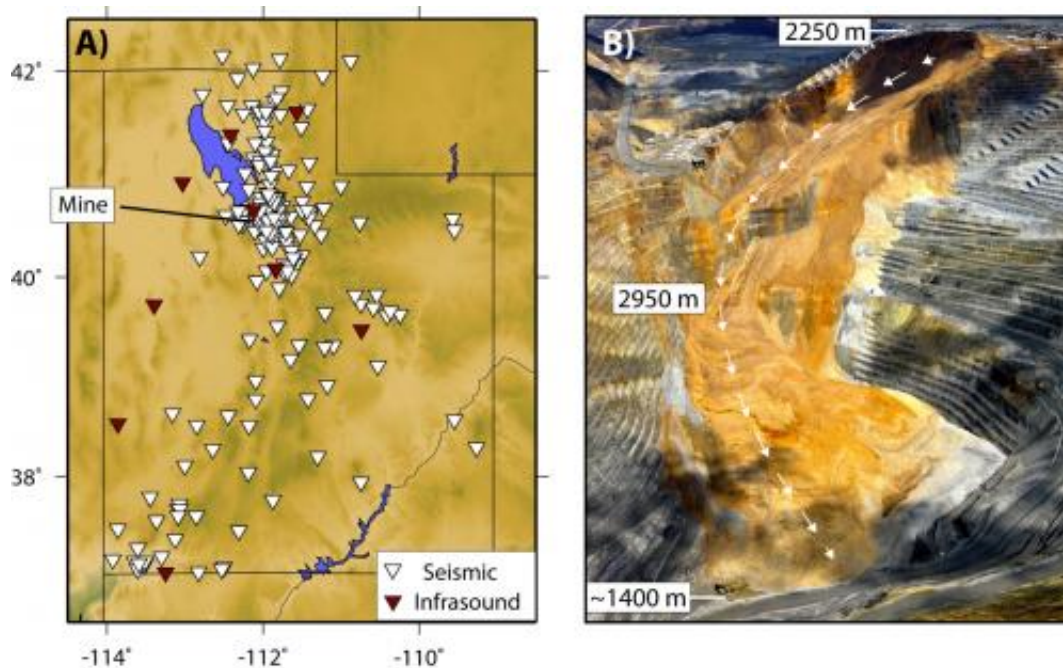 A)
42°
Mine
40°
38°
Seismic
Infrasound
-114°
-112°
-110°
B)
2250 m
2950 m
~1400 m